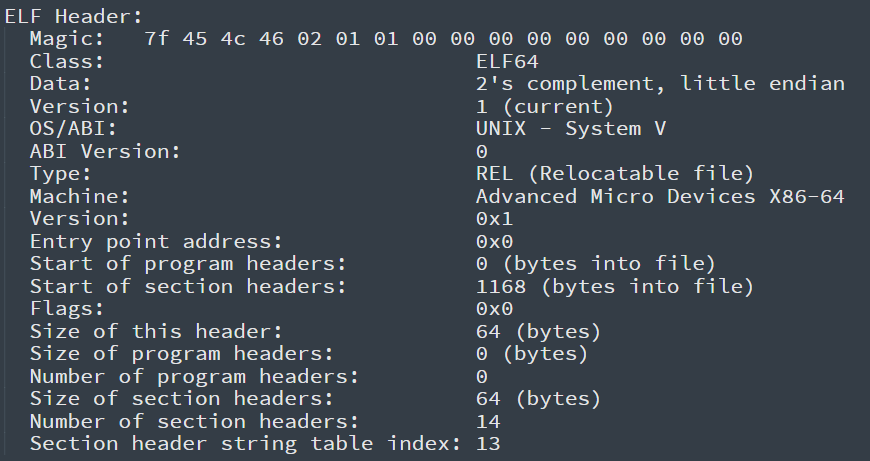 ELF Header:
Magic: 7f 45 4c 46 02 01 01 00 00 00 00 00 00 00 00 00
Class: ELF64
Data: 2's complement, little endian
Version: 1 (current)
OS/ABI: UNIX - System V
ABI Version: 0
Type: REL (Relocatable file)
Machine: Advanced Micro Devices X86-64
Version: 0x1
Entry point address: 0x0
Start of program headers: 0 (bytes into file)
Start of section headers: 1168 (bytes into file)
Flags: 0x0
Size of this header: 64 (bytes)
Size of program headers: 0 (bytes)
Number of program headers: 0
Size of section headers: 64 (bytes)
Number of section headers: 14
Section header string table index: 13